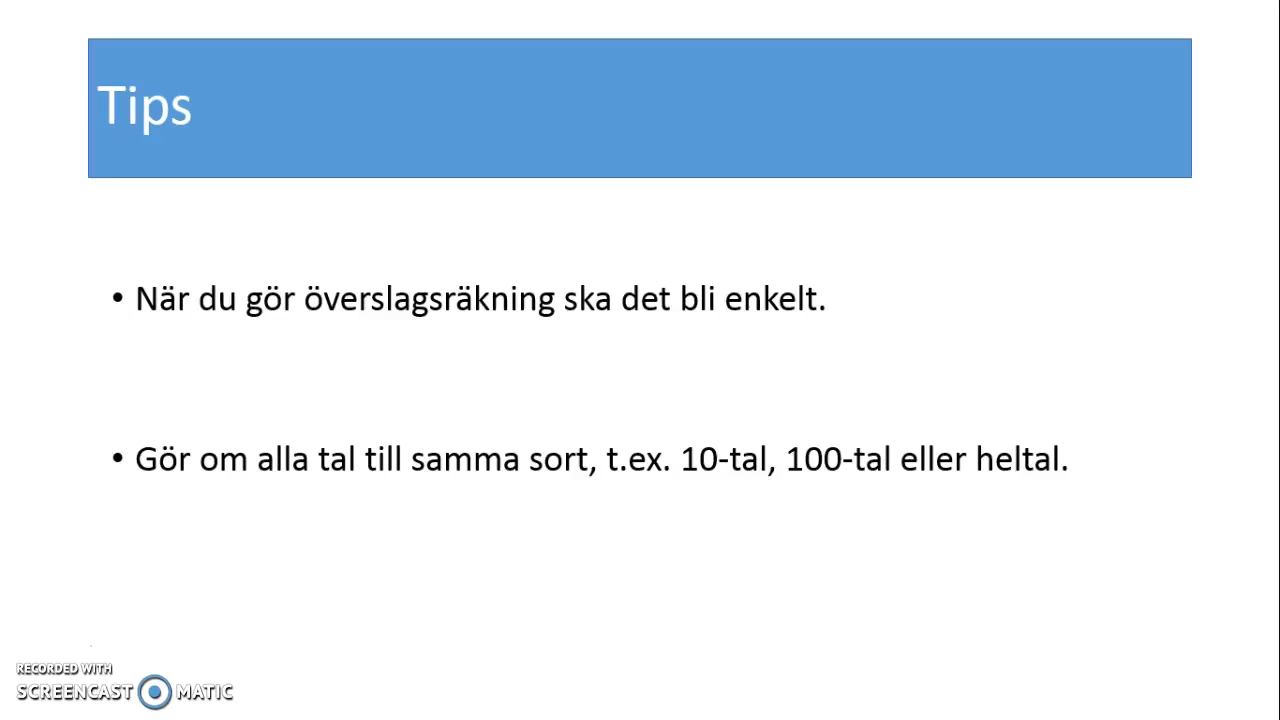 Tips
• När du gör överslagsräkning ska det bli enkelt.
• Gör om alla tal till samma sort, t.ex. 10-tal, 100-tal eller heltal.
RECORDED WITH
SCREENCAST MATIC